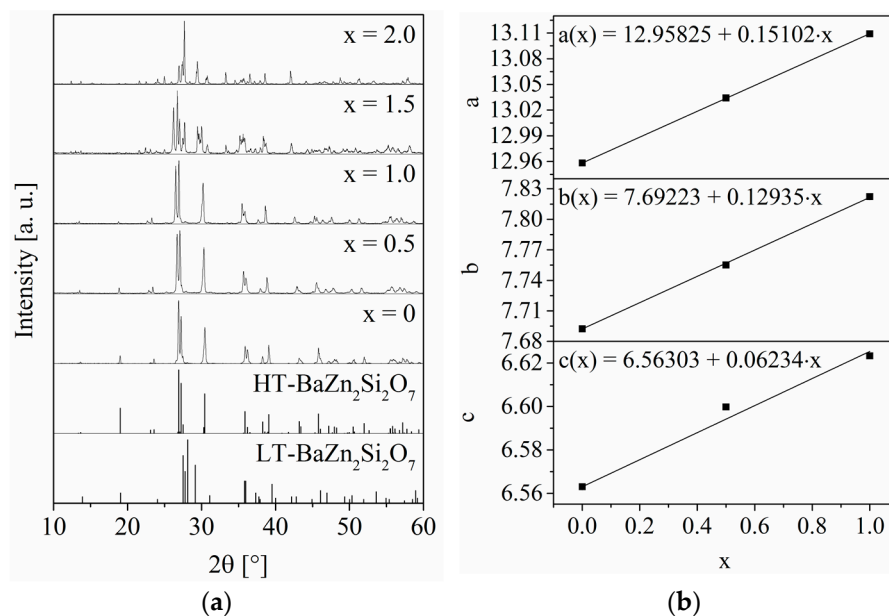 (a)
x = 2.0
x = 1.5
x = 1.0
x = 0.5
x = 0
HT-BaZn₂Si₂O₇
LT-BaZn₂Si₂O₇
Intensity [a. u.]
10 20 30 40 50 60
2θ [°]
(a)
(b)
13.11
13.08
13.05
13.02
12.99
12.96
a
a(x) = 12.95825 + 0.15102·x
7.83
7.80
7.77
7.74
7.71
7.68
b
b(x) = 7.69223 + 0.12935·x
6.62
6.60
6.58
6.56
c
c(x) = 6.56303 + 0.06234·x
0.0 0.2 0.4 0.6 0.8 1.0
x
(b)